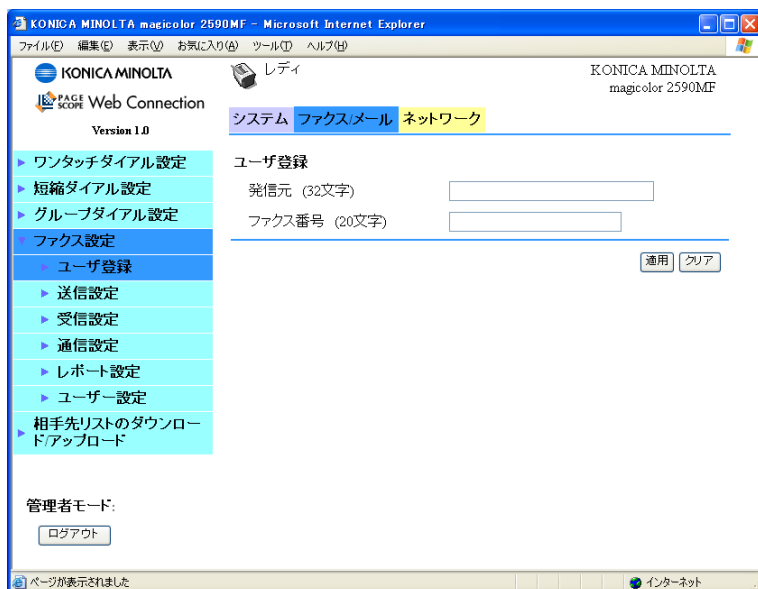 KONICA MINOLTA magicolor 2590MF - Microsoft Internet Explorer
ファイル(F) 編集(E) 表示(V) お気に入り(A) ツール(T) ヘルプ(H)
KONICA MINOLTA
PAGE SCOPE Web Connection
Version 1.0
レディ
KONICA MINOLTA
magicolor 2590MF
システム ファクス/メール ネットワーク
ワンタッチダイアル設定
短縮ダイアル設定
グループダイアル設定
ファクス設定
ユーザ登録
送信設定
受信設定
通信設定
レポート設定
ユーザー設定
相手先リストのダウンロー
ド/アップロード
管理者モード:
ログアウト
ユーザ登録
発信元 (32文字)
ファクス番号 (20文字)
適用 クリア
ページが表示されました
インターネット